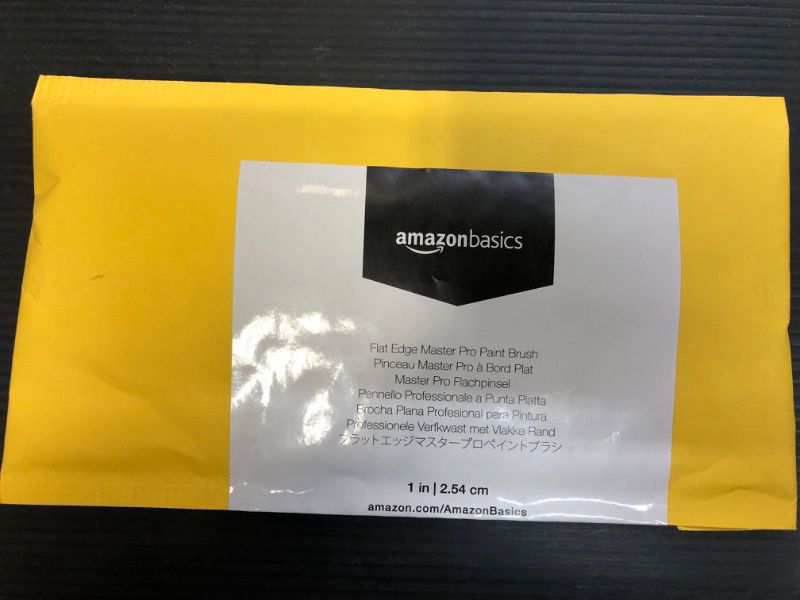 amazonbasics
Flat Edge Master Pro Paint Brush
Pinceau Master Pro à Bord Plat
Master Pro Flachpinsel
Pennello Professionale a Punta Piatta
Brocha Plana Profesional para Pintura
Professionele Verfkwast met Vlakke Rand
フラットエッジマスタープロペイントブラシ
1 in | 2.54 cm
amazon.com/AmazonBasics